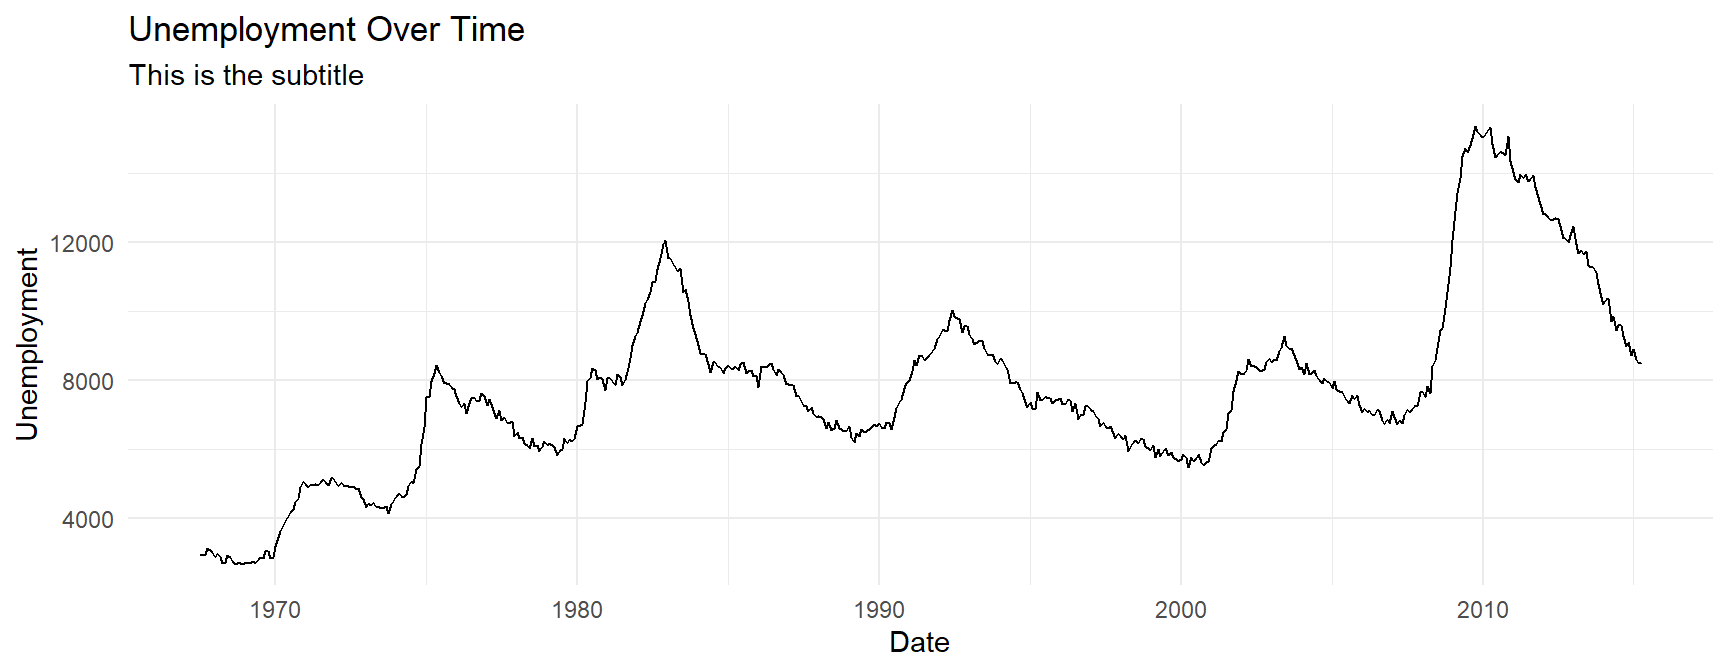 Unemployment Over Time
This is the subtitle
Unemployment
12000
8000
4000
1970 1980 1990 2000 2010
Date